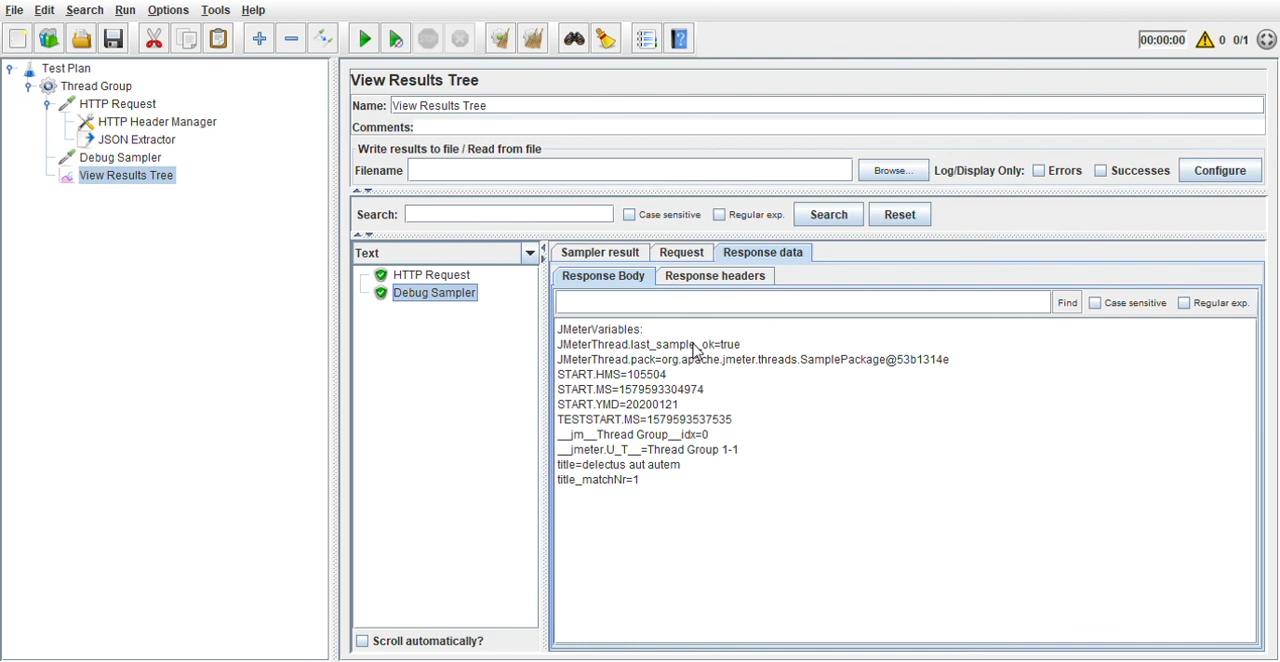 File Edit Search Run Options Tools Help
00:00:00 0 0/1
Test Plan
Thread Group
HTTP Request
HTTP Header Manager
JSON Extractor
Debug Sampler
View Results Tree
View Results Tree
Name: View Results Tree
Comments:
Write results to file / Read from file
Filename Browse... Log/Display Only: Errors Successes Configure
Search: Case sensitive Regular exp. Search Reset
Text
HTTP Request
Debug Sampler
Scroll automatically?
Sampler result Request Response data
Response Body Response headers
Find Case sensitive Regular exp.
JMeterVariables:
JMeterThread.last_sample_ok=true
JMeterThread.pack=org.apache.jmeter.threads.SamplePackage@53b1314e
START.HMS=105504
START.MS=1579593304974
START.YMD=20200121
TESTSTART.MS=1579593537535
__jm__Thread Group__idx=0
__jmeter.U_T__=Thread Group 1-1
title=delectus aut autem
title_matchNr=1